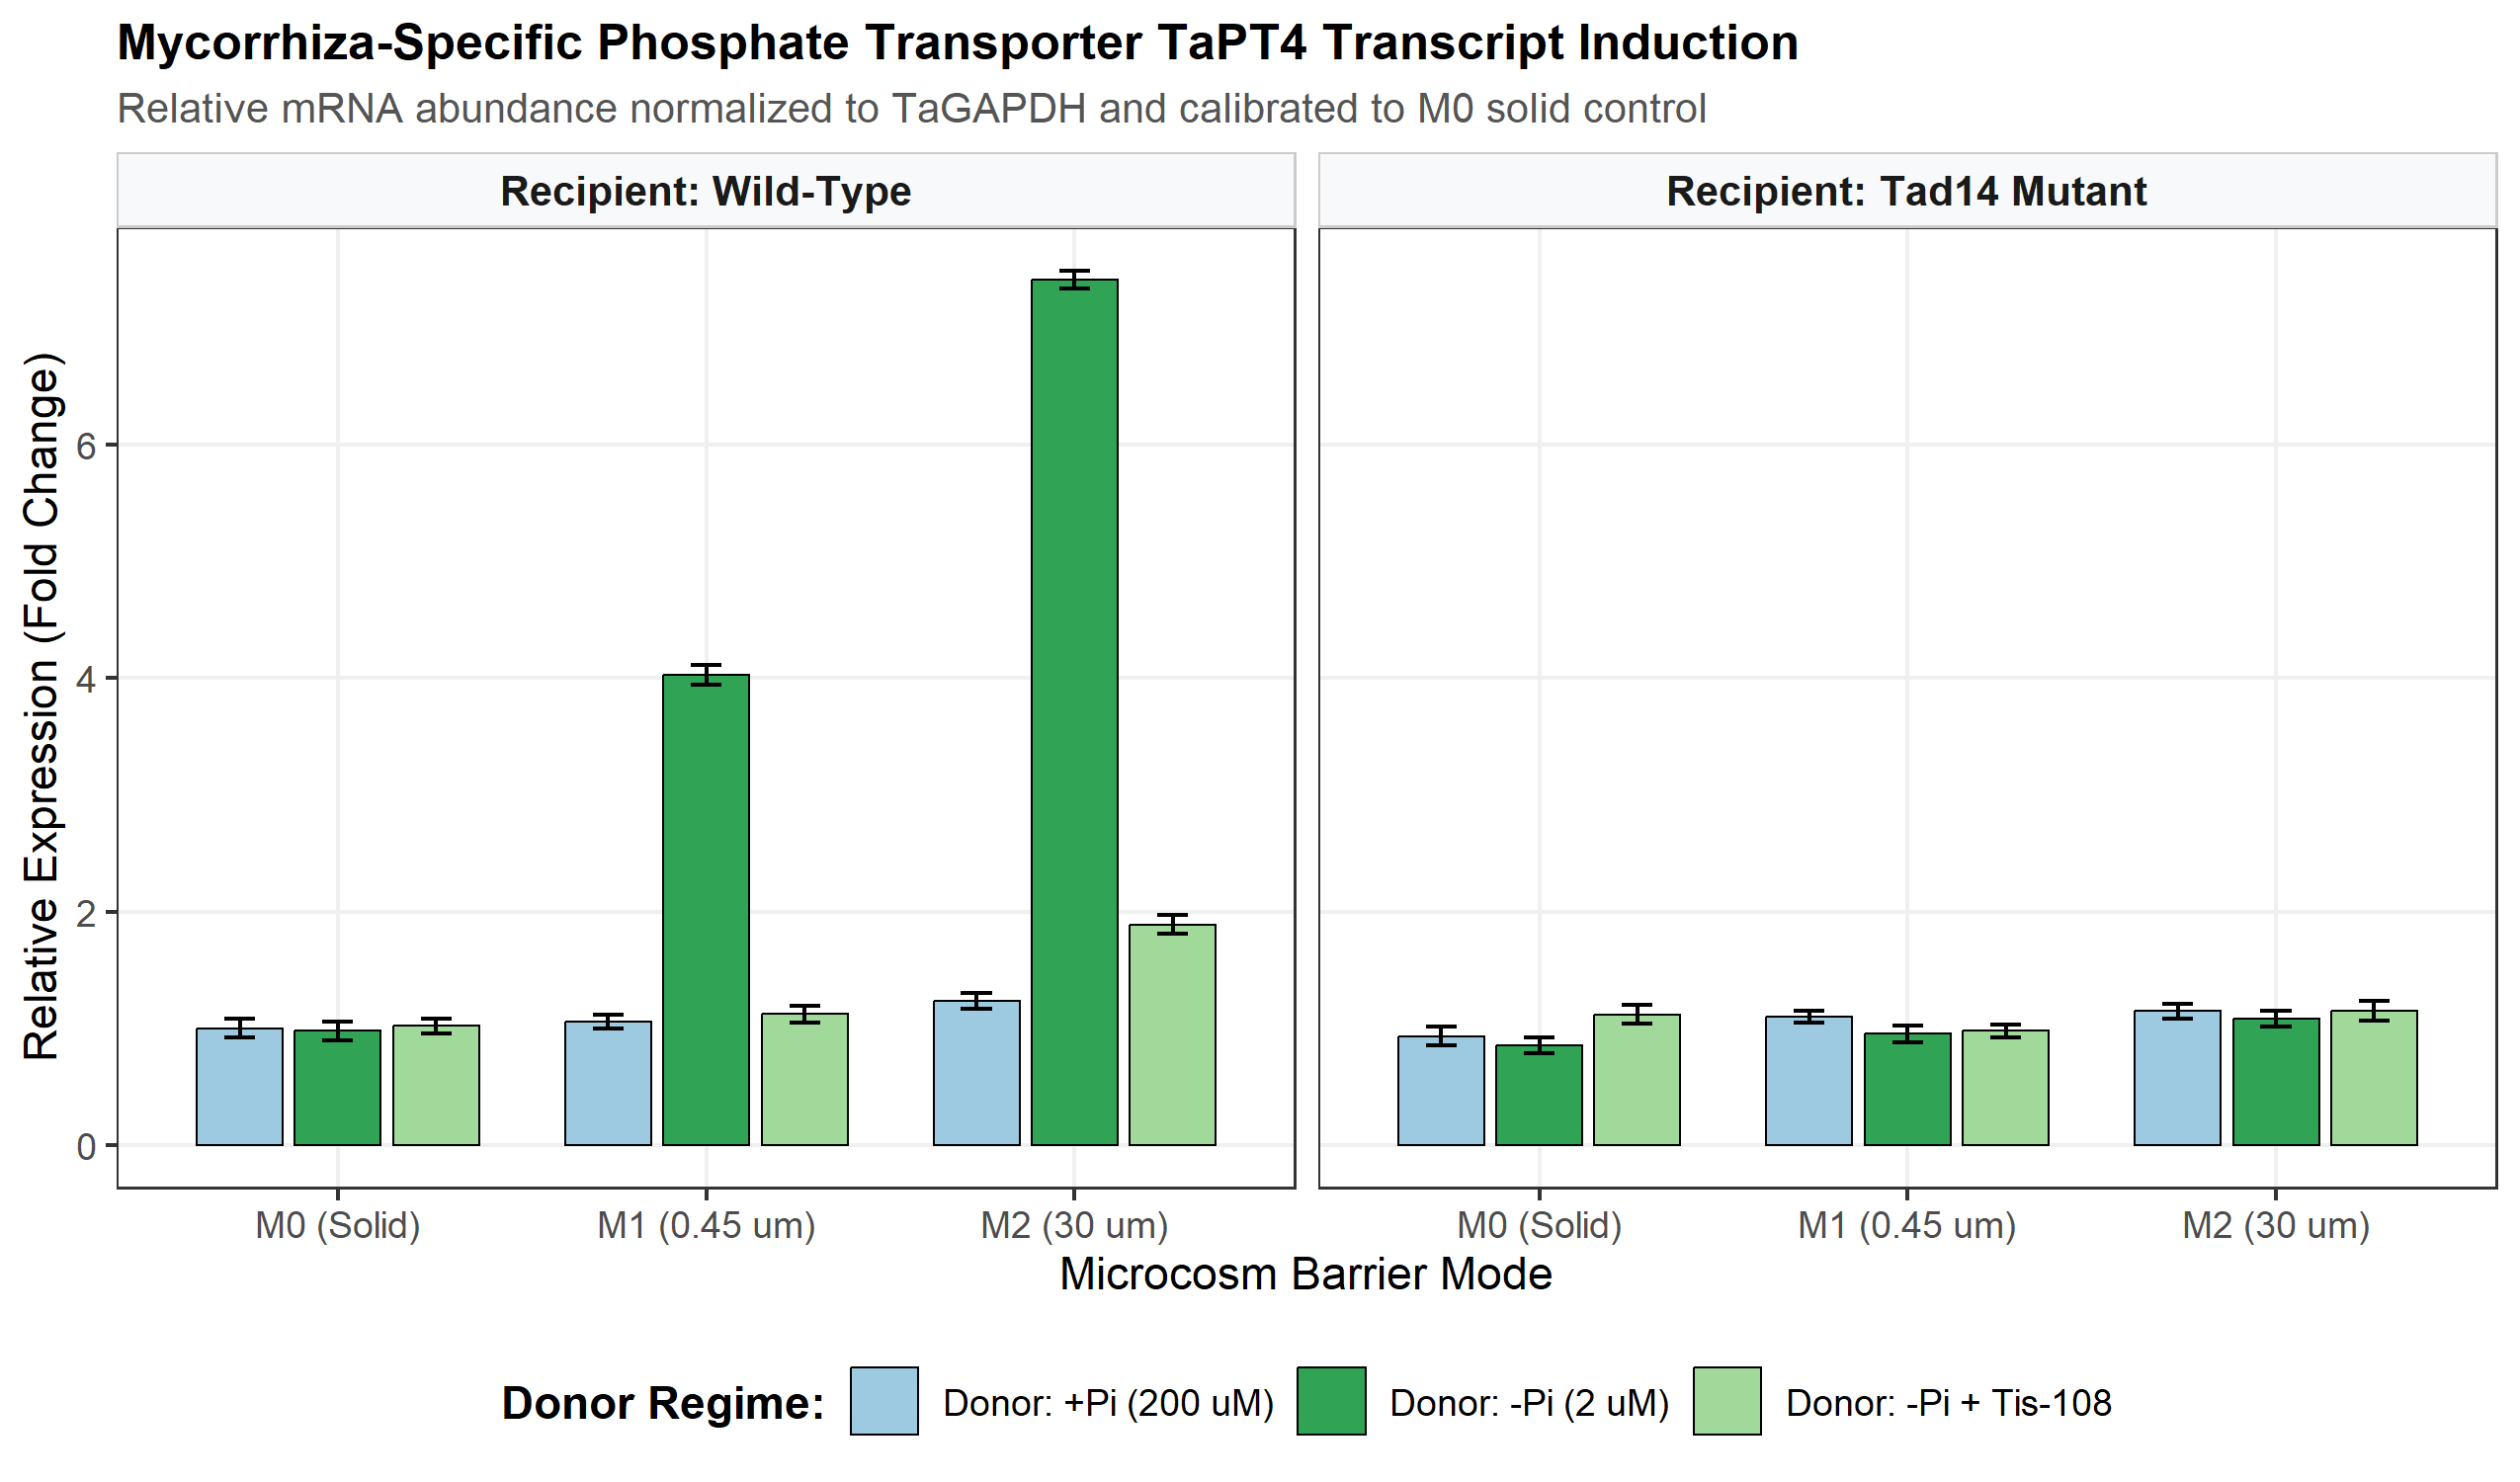 Mycorrhiza-Specific Phosphate Transporter TaPT4 Transcript Induction
Relative mRNA abundance normalized to TaGAPDH and calibrated to M0 solid control
Recipient: Wild-Type
Recipient: Tad14 Mutant
Relative Expression (Fold Change)
6
4
2
0
M0 (Solid)
M1 (0.45 um)
M2 (30 um)
M0 (Solid)
M1 (0.45 um)
M2 (30 um)
Microcosm Barrier Mode
Donor Regime:
Donor: +Pi (200 uM)
Donor: -Pi (2 uM)
Donor: -Pi + Tis-108